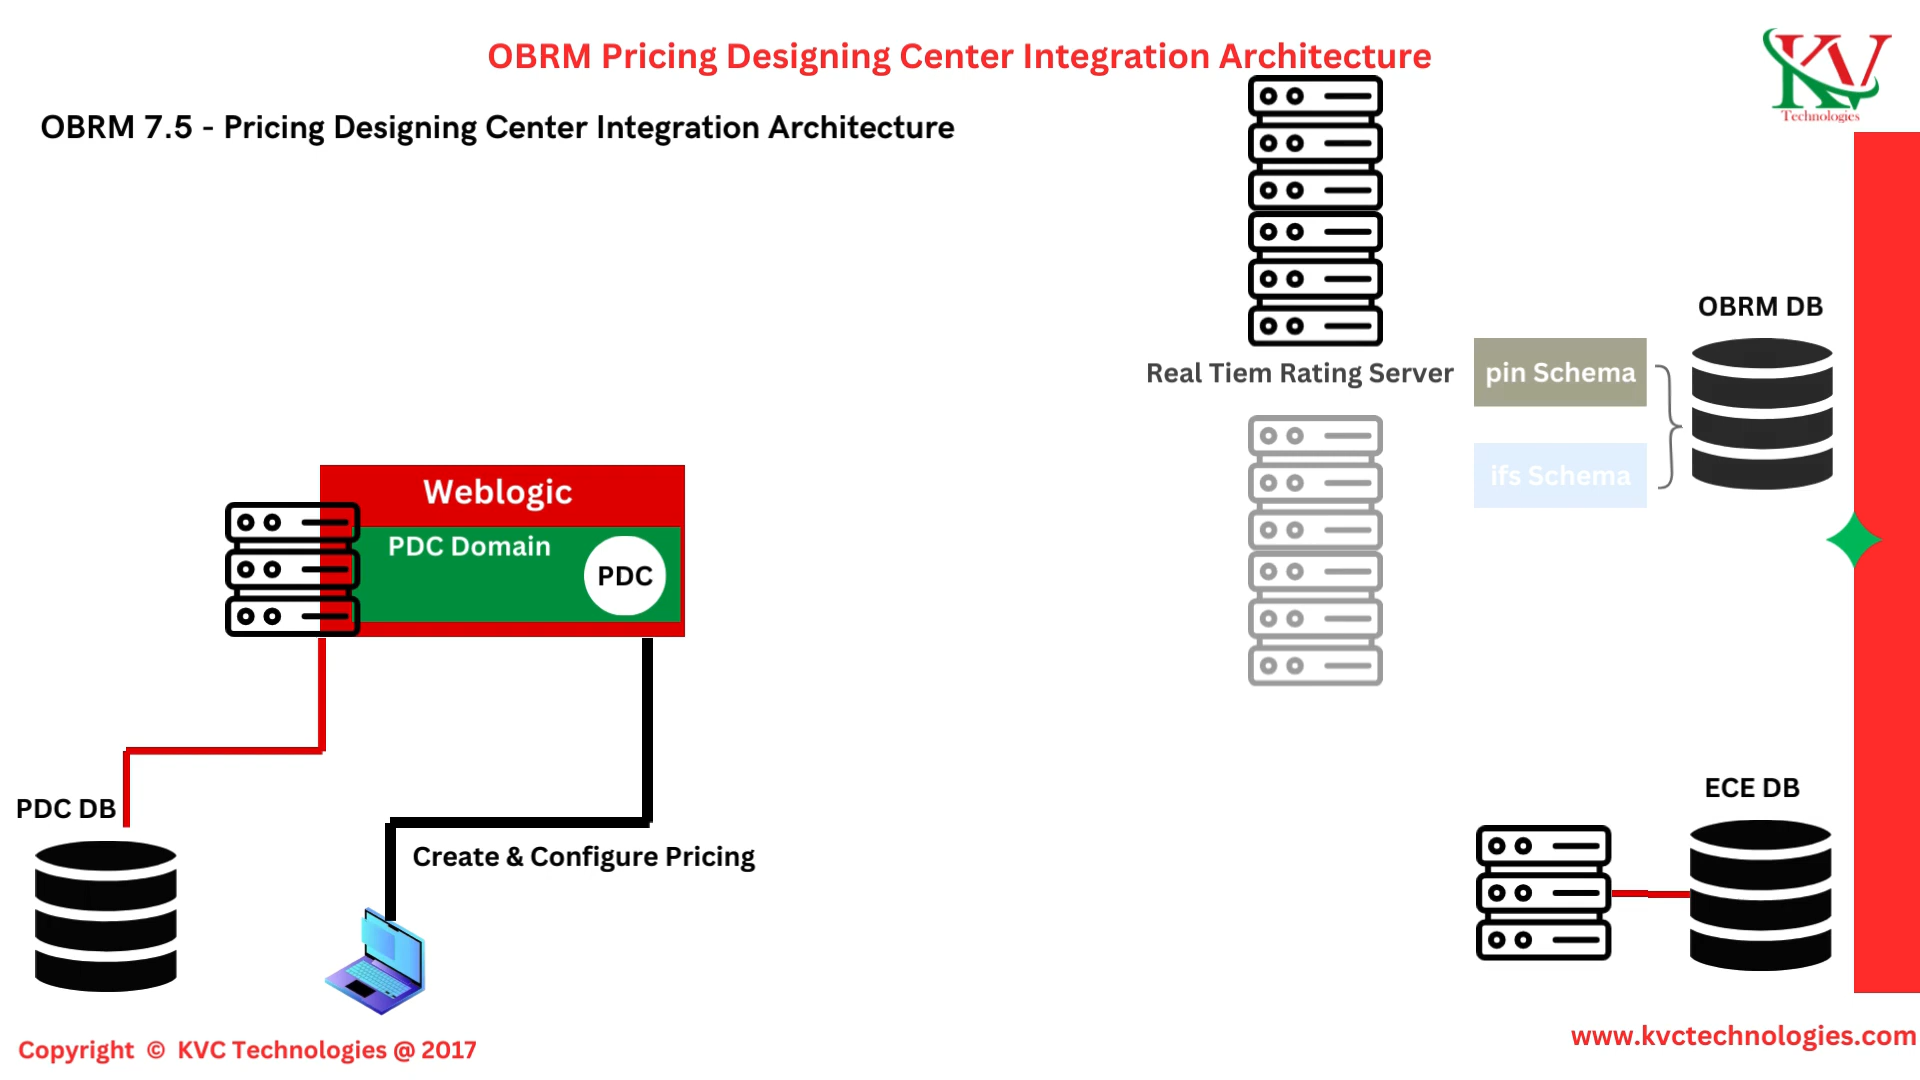 OBRM Pricing Designing Center Integration Architecture
KV
Technologies
OBRM 7.5 - Pricing Designing Center Integration Architecture
OBRM DB
Real Tiem Rating Server
pin Schema
ifs Schema
Weblogic
PDC Domain
PDC
ECE DB
PDC DB
Create & Configure Pricing
Copyright © KVC Technologies @ 2017
www.kvctechnologies.com